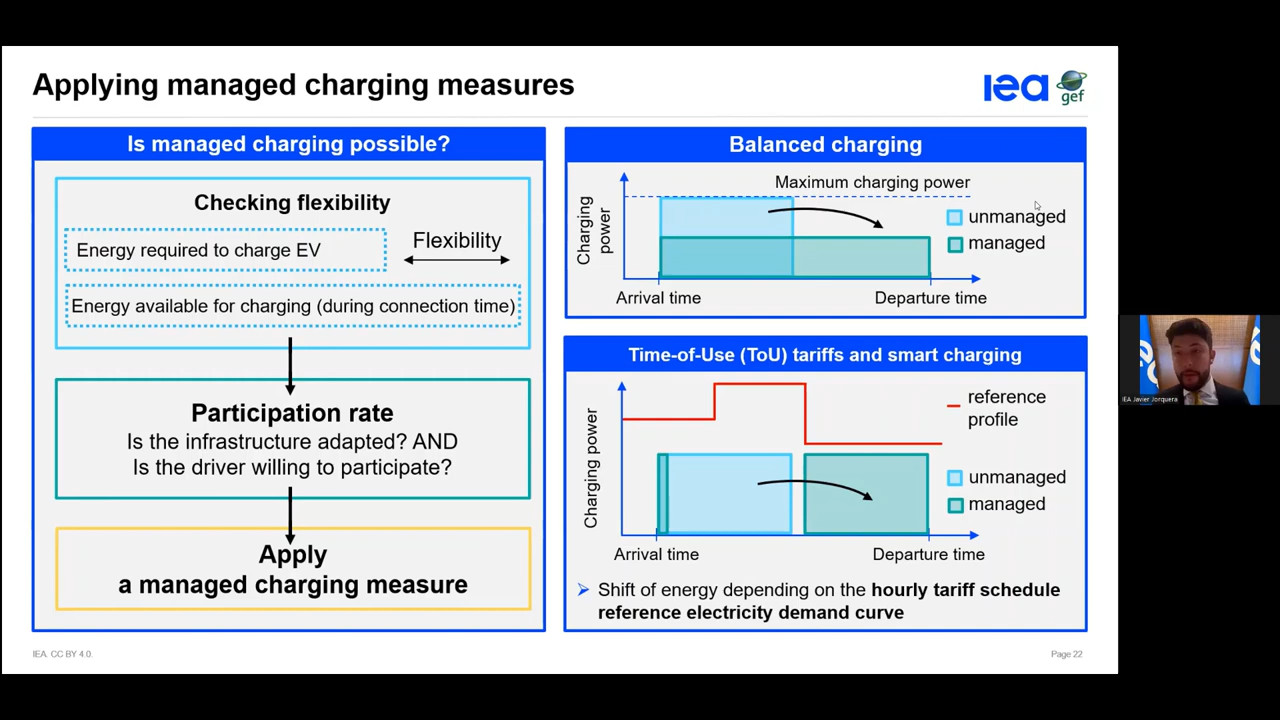 Applying managed charging measures
iea
gef
Is managed charging possible?
Checking flexibility
Energy required to charge EV
Flexibility
Energy available for charging (during connection time)
Participation rate
Is the infrastructure adapted? AND
Is the driver willing to participate?
Apply
a managed charging measure
Balanced charging
Maximum charging power
Charging
power
unmanaged
managed
Arrival time
Departure time
Time-of-Use (ToU) tariffs and smart charging
Charging power
reference
profile
unmanaged
managed
Arrival time
Departure time
Shift of energy depending on the hourly tariff schedule
reference electricity demand curve
IEA. CC BY 4.0.
Page 22
IEA Javier Jorquera